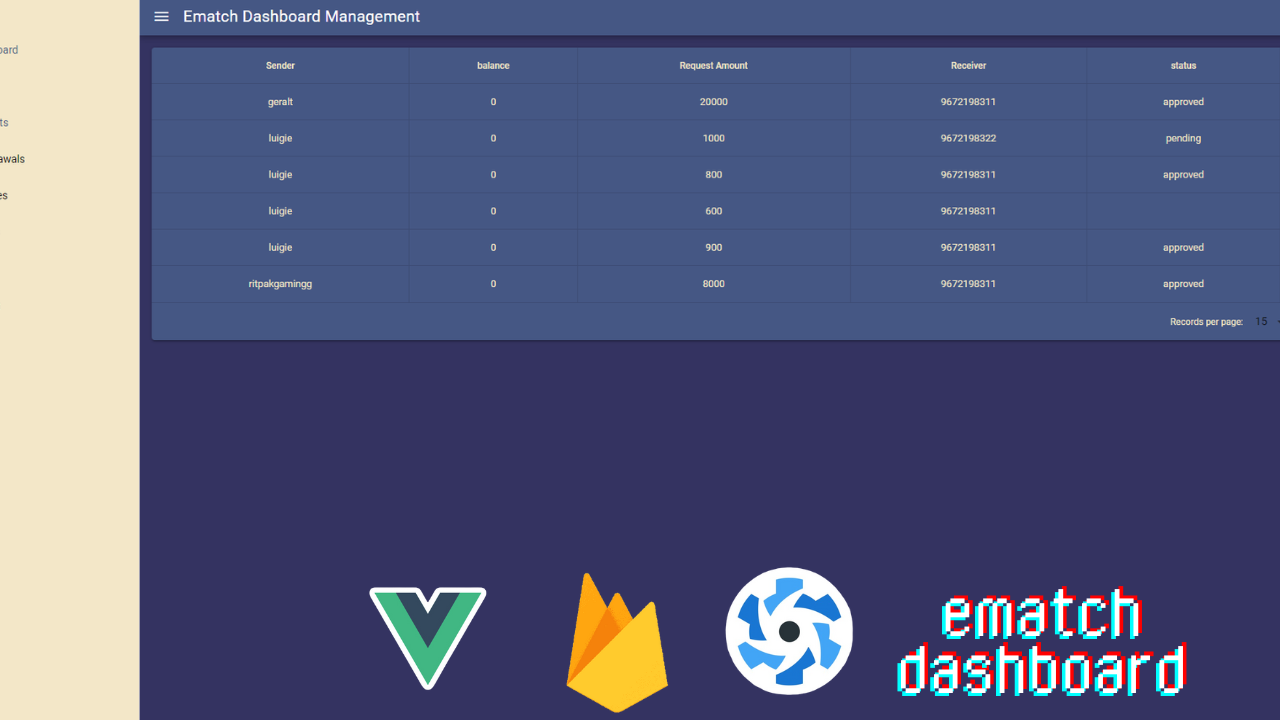 Ematch Dashboard Management
Sender balance Request Amount Receiver status
geralt 0 20000 9672198311 approved
luigie 0 1000 9672198322 pending
luigie 0 800 9672198311 approved
luigie 0 600 9672198311
luigie 0 900 9672198311 approved
ritpakgamingg 0 8000 9672198311 approved
Records per page: 15
oard
ts
awals
es
ematch
dashboard